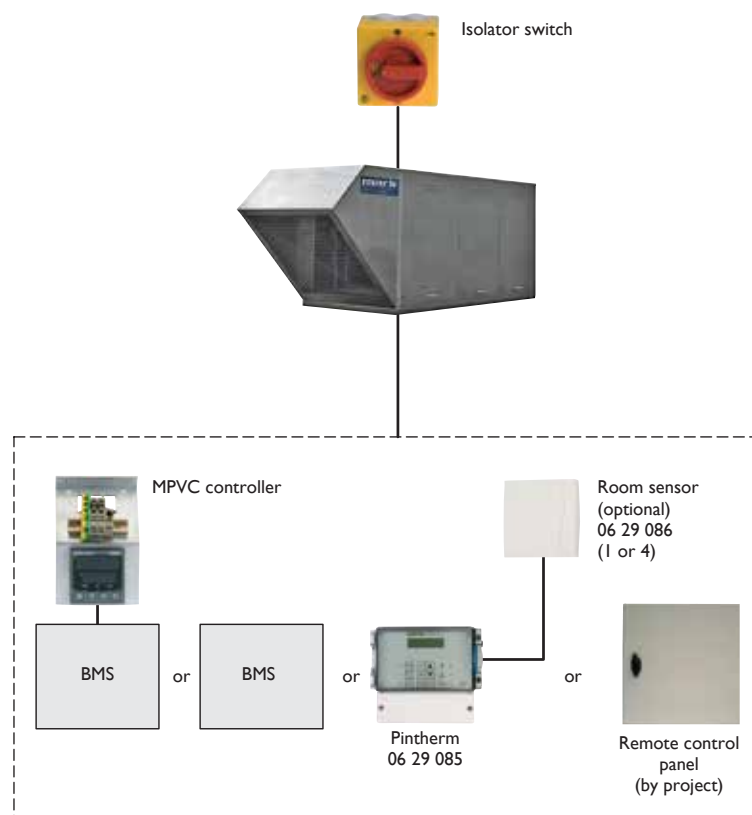 Isolator switch
MPVC controller
Room sensor
(optional)
06 29 086
(1 or 4)
BMS
or
BMS
or
or
Pintherm
06 29 085
Remote control
panel
(by project)